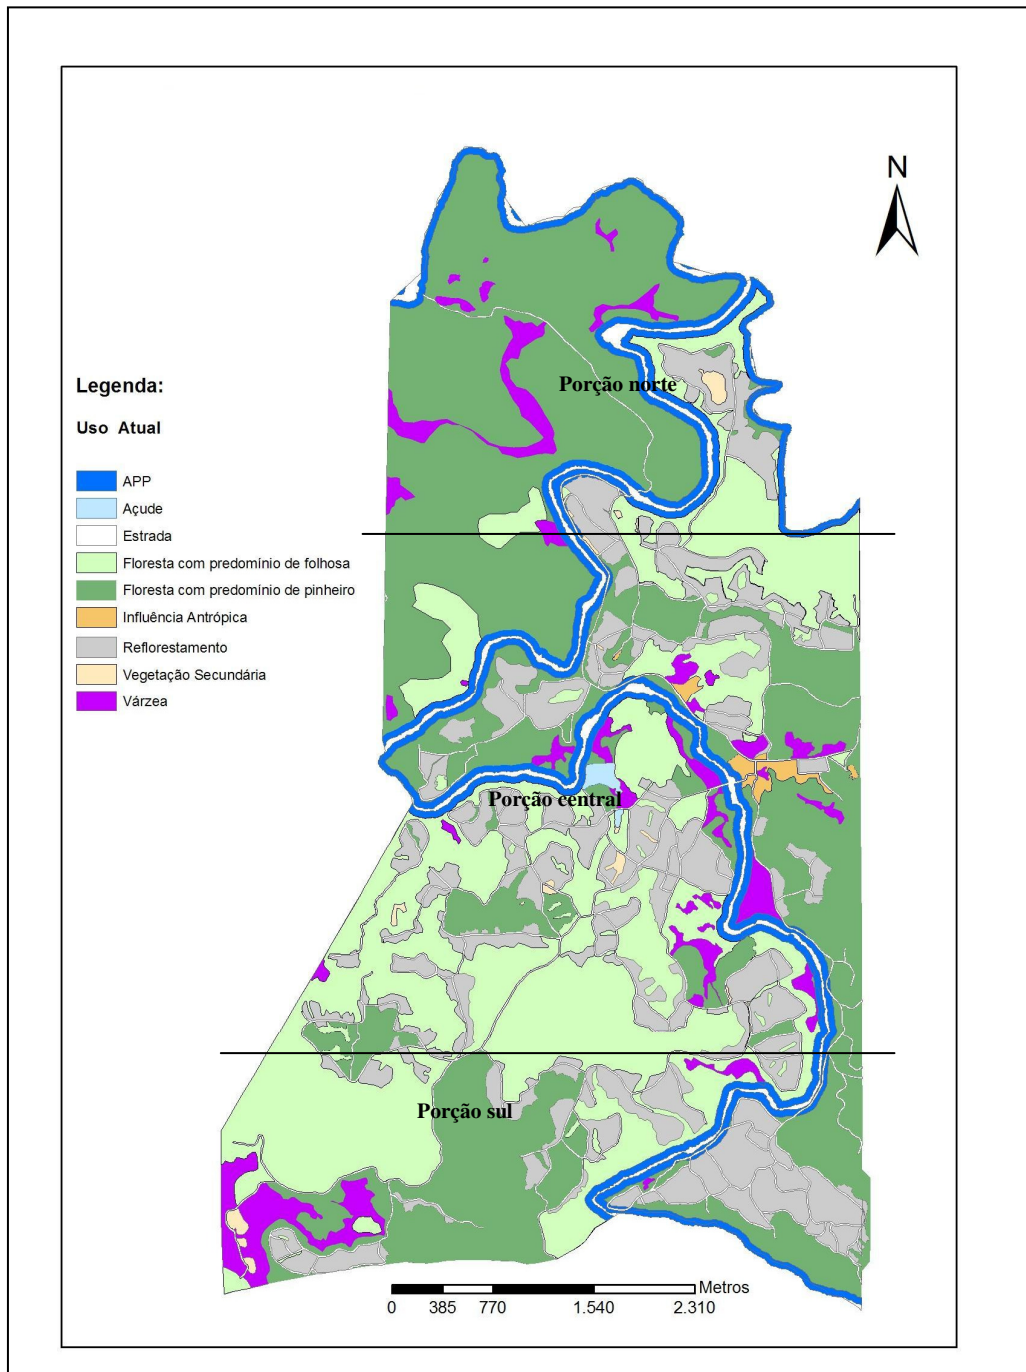 N
Porção norte
Legenda:
Uso Atual
APP
Açude
Estrada
Floresta com predomínio de folhosa
Floresta com predomínio de pinheiro
Influência Antrópica
Reflorestamento
Vegetação Secundária
Várzea
Porção central
Porção sul
Metros
0 385 770 1.540 2.310